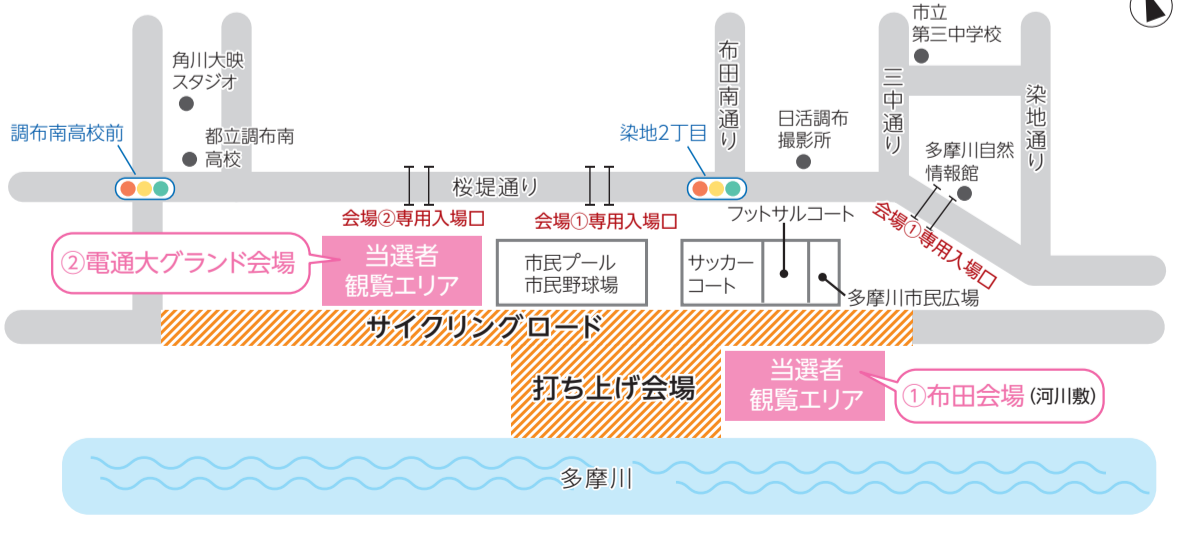 市立
第三中学校
角川大映
スタジオ
布田南通り
三中通り
染地通り
調布南高校前
都立調布南
高校
染地2丁目
日活調布
撮影所
多摩川自然
情報館
桜堤通り
会場②専用入場口
会場①専用入場口
フットサルコート
会場①専用入場口
②電通大グランド会場
当選者
観覧エリア
市民プール
市民野球場
サッカー
コート
多摩川市民広場
サイクリングロード
打ち上げ会場
当選者
観覧エリア
①布田会場(河川敷)
多摩川